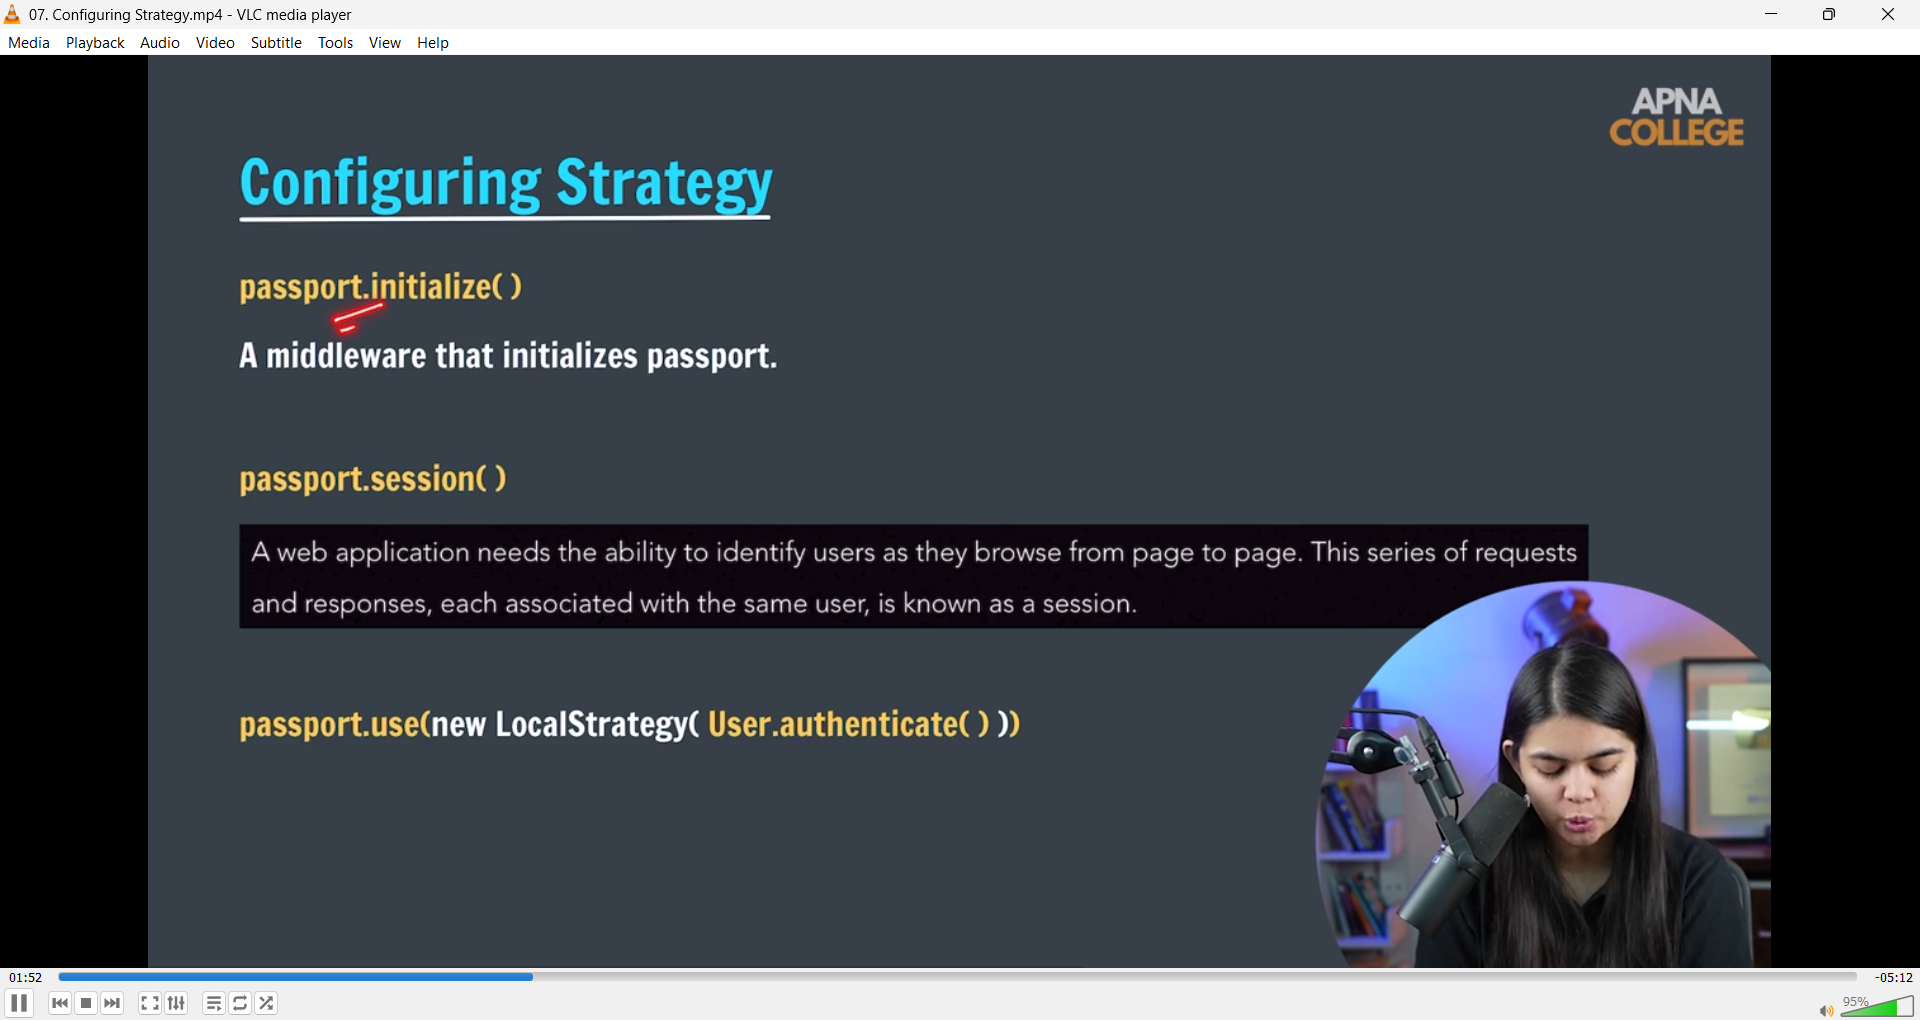 07. Configuring Strategy.mp4 - VLC media player
Media Playback Audio Video Subtitle Tools View Help
APNA
COLLEGE
Configuring Strategy
passport.initialize( )
A middleware that initializes passport.
passport.session( )
A web application needs the ability to identify users as they browse from page to page. This series of requests
and responses, each associated with the same user, is known as a session.
passport.use(new LocalStrategy( User.authenticate( ) ))
01:52
-05:12
95%